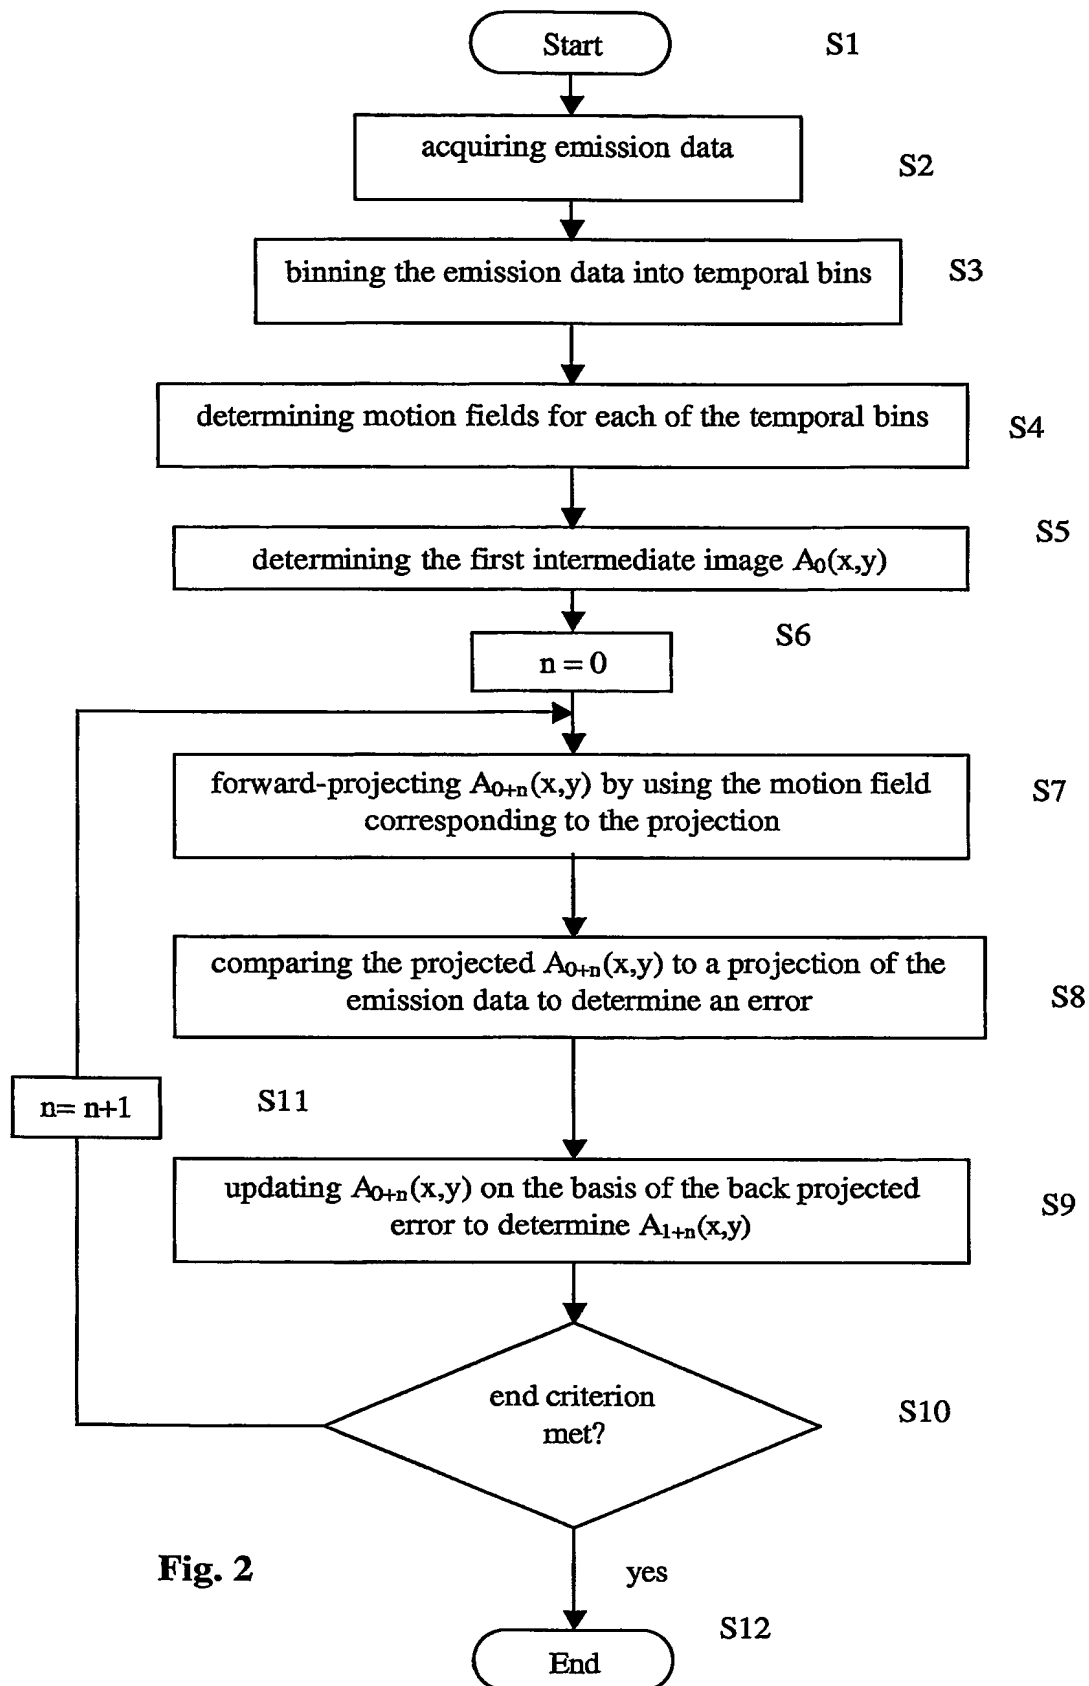 Start
S1
acquiring emission data
S2
binning the emission data into temporal bins
S3
determining motion fields for each of the temporal bins
S4
determining the first intermediate image A₀(x,y)
S5
n = 0
S6
forward-projecting A₀₊ₙ(x,y) by using the motion field
corresponding to the projection
S7
comparing the projected A₀₊ₙ(x,y) to a projection of the
emission data to determine an error
S8
n= n+1
S11
updating A₀₊ₙ(x,y) on the basis of the back projected
error to determine A₁₊ₙ(x,y)
S9
end criterion
met?
S10
Fig. 2
yes
S12
End